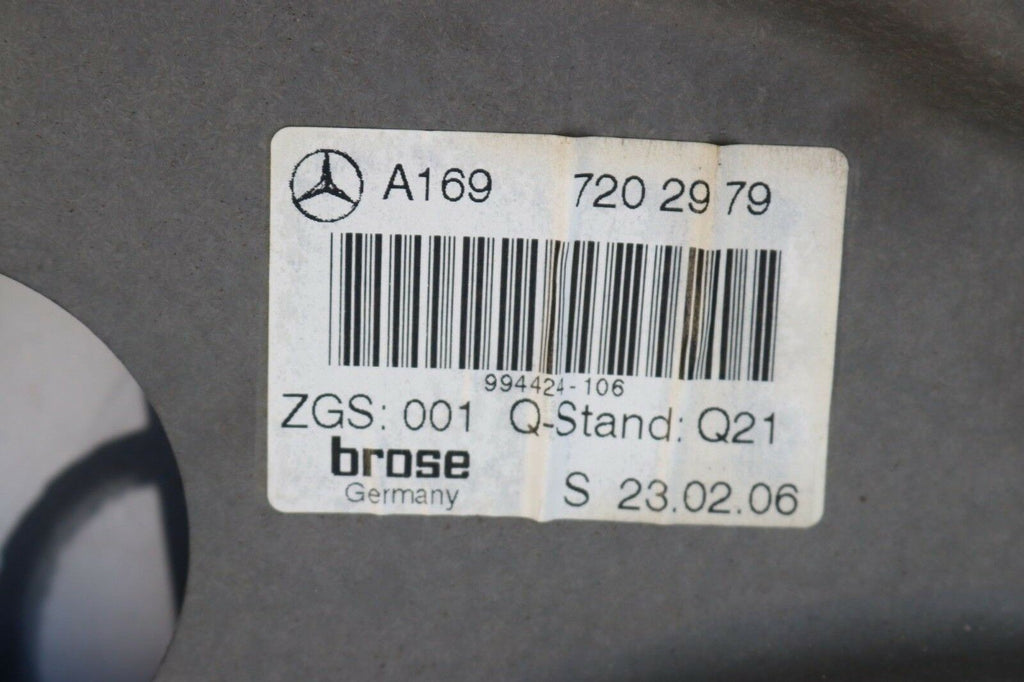 A169 720 29 79
994424-106
ZGS: 001 Q-Stand: Q21
brose
Germany
S 23.02.06